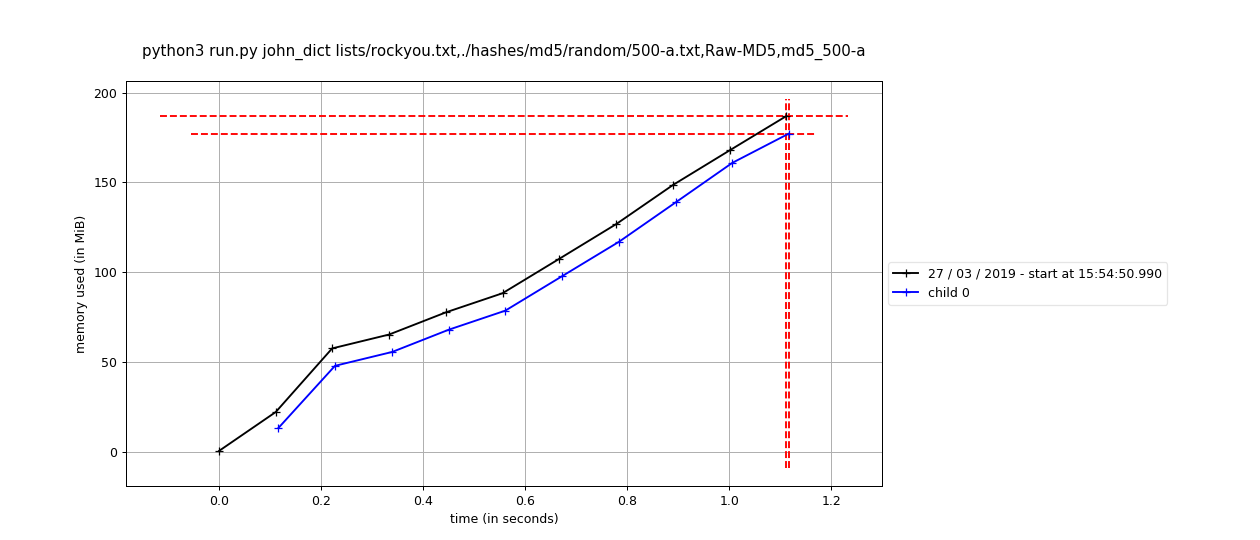 python3 run.py john_dict lists/rockyou.txt,./hashes/md5/random/500-a.txt,Raw-MD5,md5_500-a
200
150
100
50
0
memory used (in MiB)
0.0 0.2 0.4 0.6 0.8 1.0 1.2
time (in seconds)
27 / 03 / 2019 - start at 15:54:50.990
child 0